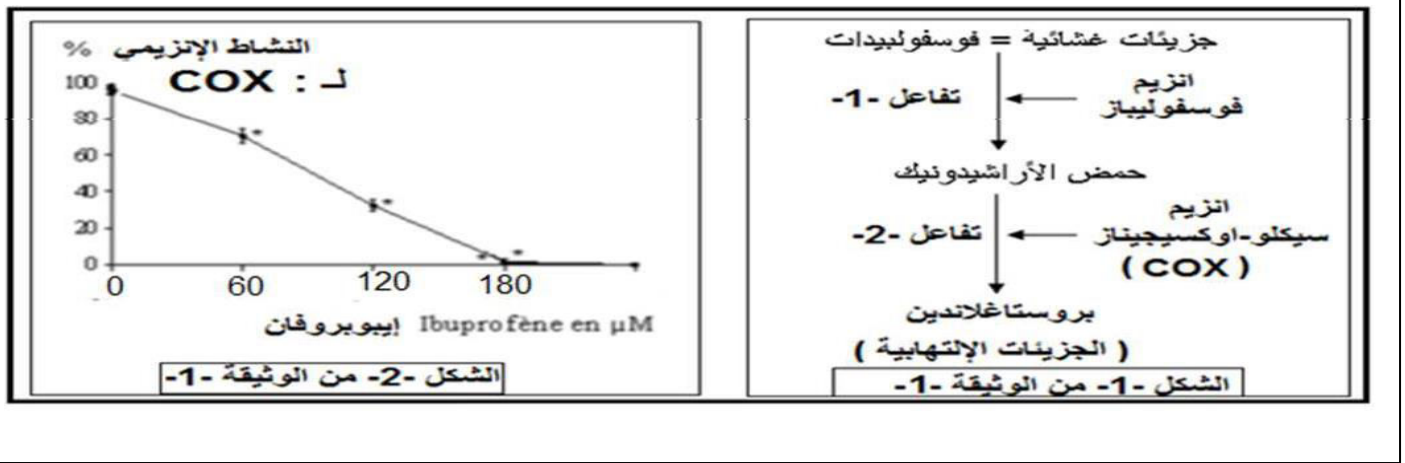 جزيئات غشائية = فوسفولبيدات
انزيم
فوسفوليباز
تفاعل -1-
حمض الأراشيدونيك
انزيم
سيكلو-اوكسيجيناز
( COX )
تفاعل -2-
بروستاغلاندين
( الجزيئات الإلتهابية )
الشكل -1- من الوثيقة -1-
% النشاط الإنزيمي
لـ : COX
100
80
60
40
20
0
0 60 120 180
إيبوبروفان Ibuprofène en µM
الشكل -2- من الوثيقة -1-